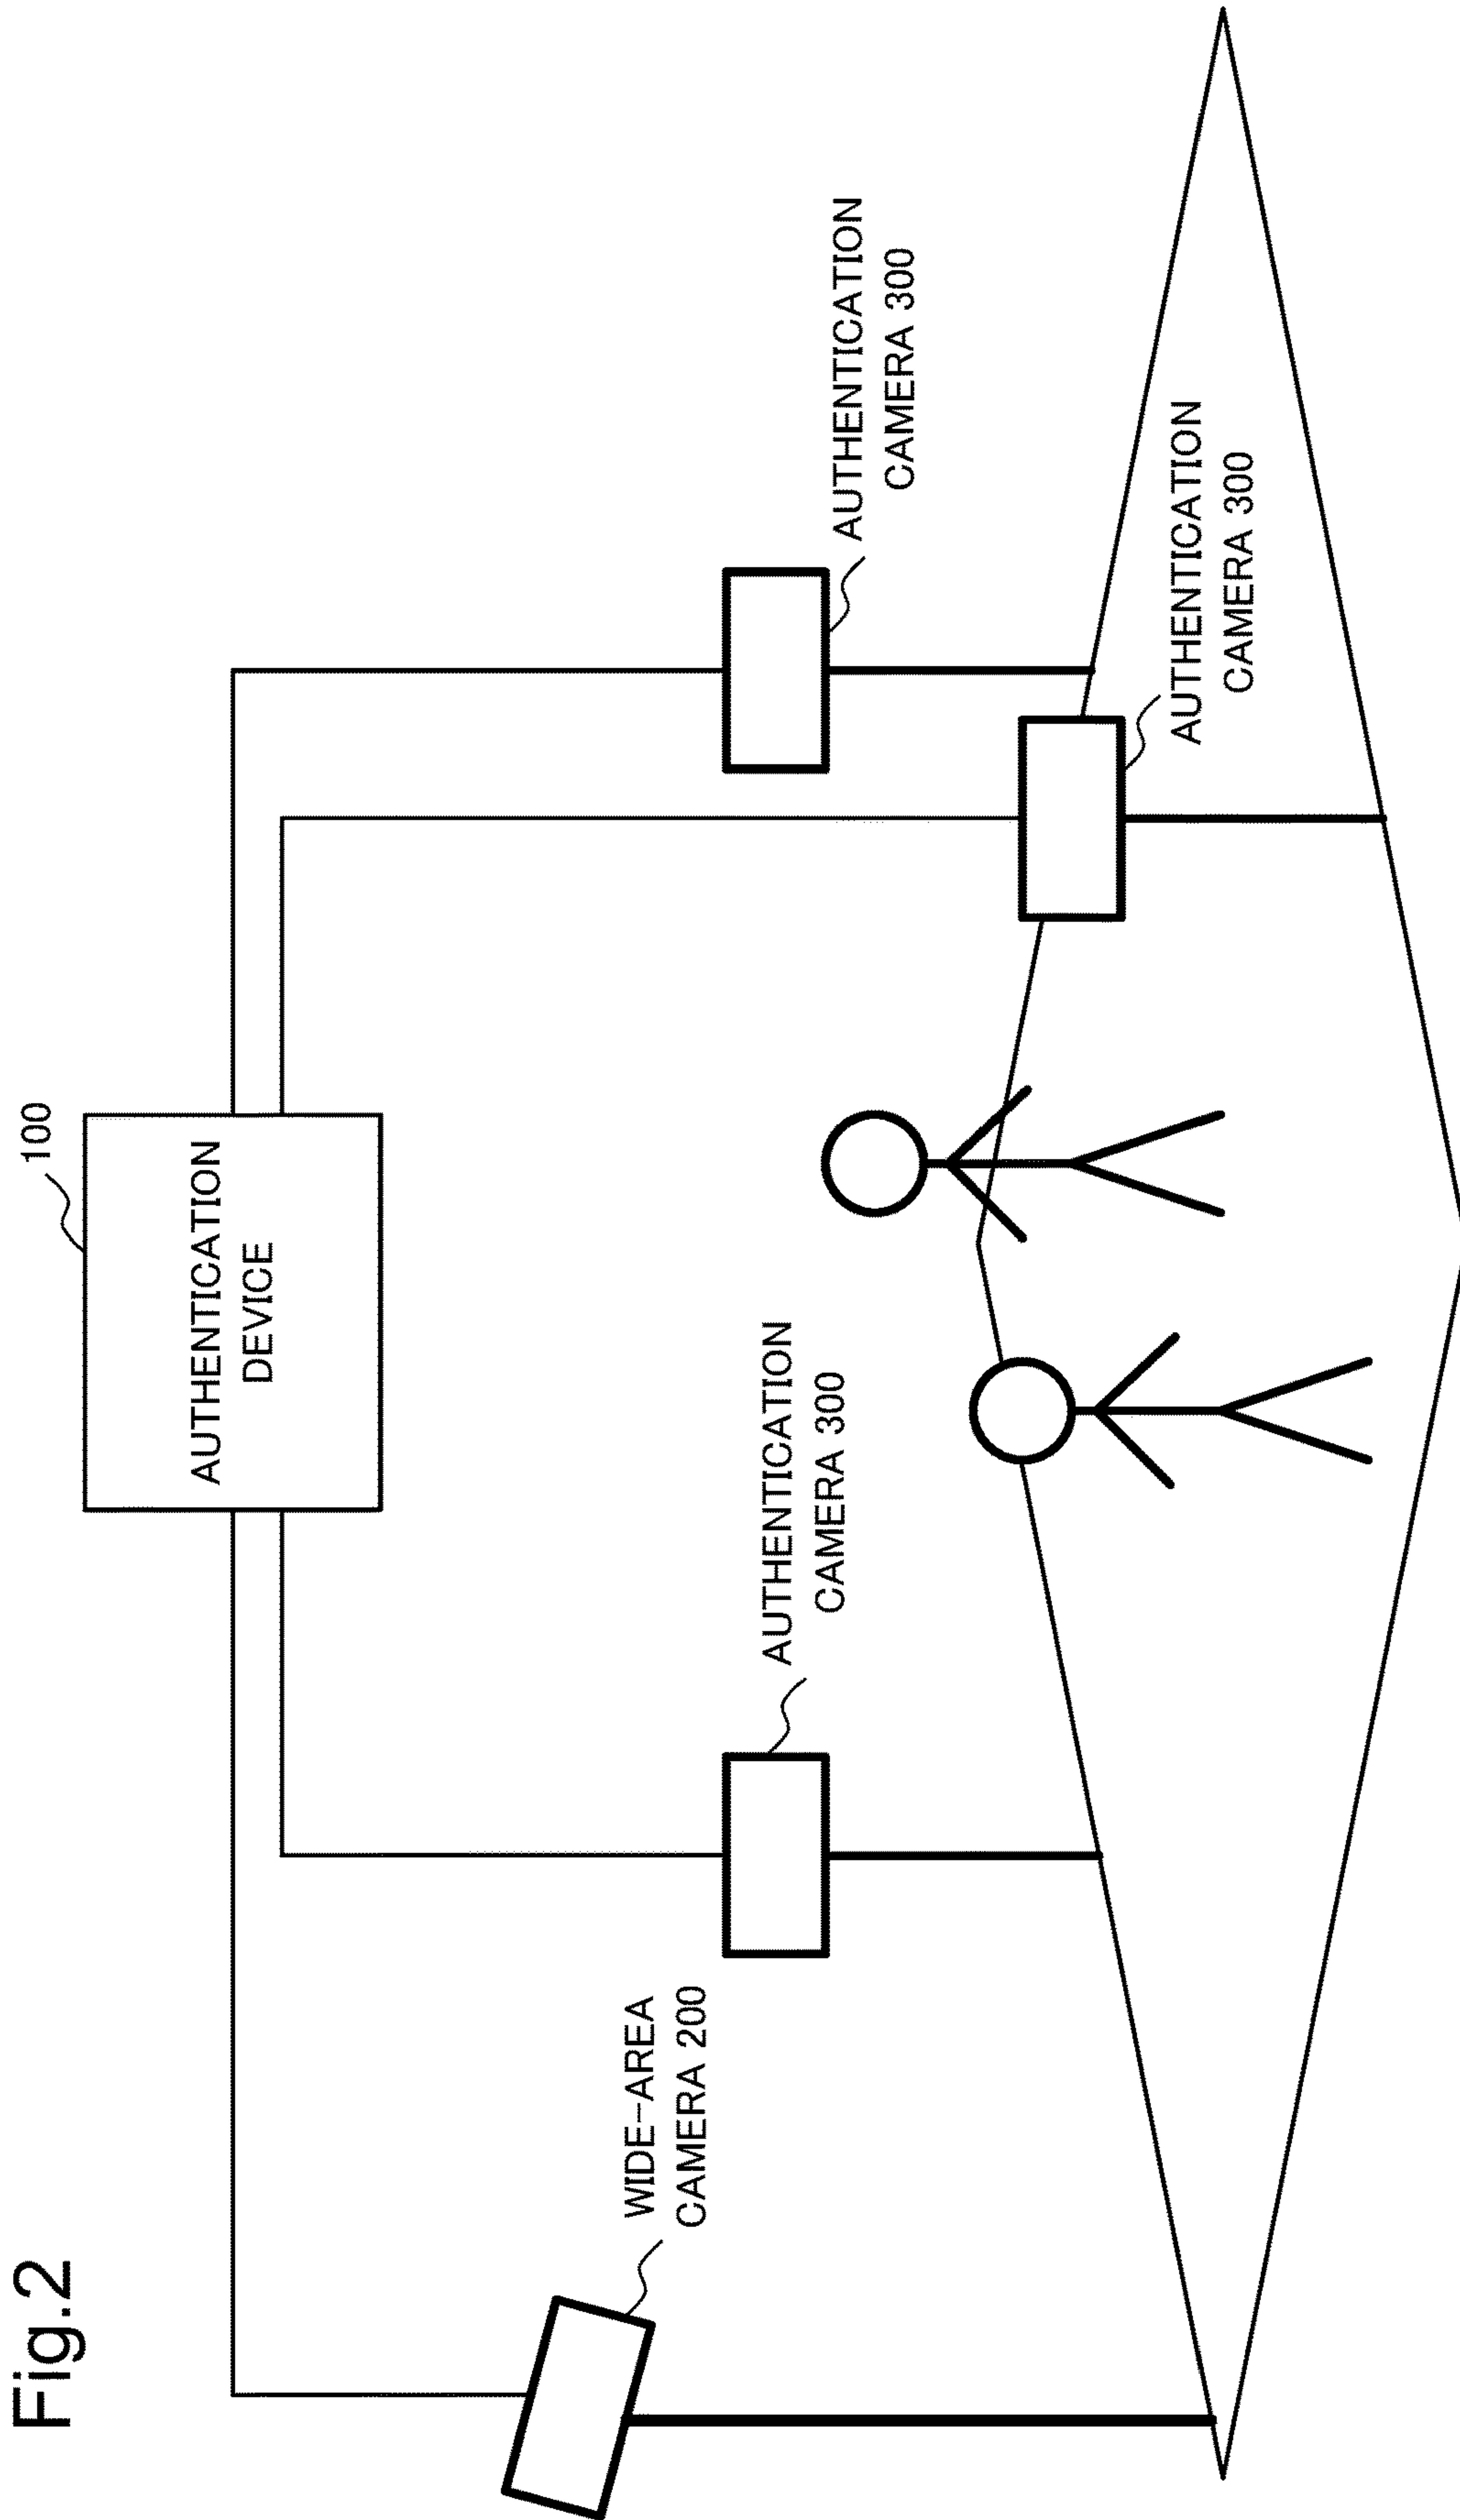 Fig.2
100
AUTHENTICATION
DEVICE
WIDE-AREA
CAMERA 200
AUTHENTICATION
CAMERA 300
AUTHENTICATION
CAMERA 300
AUTHENTICATION
CAMERA 300